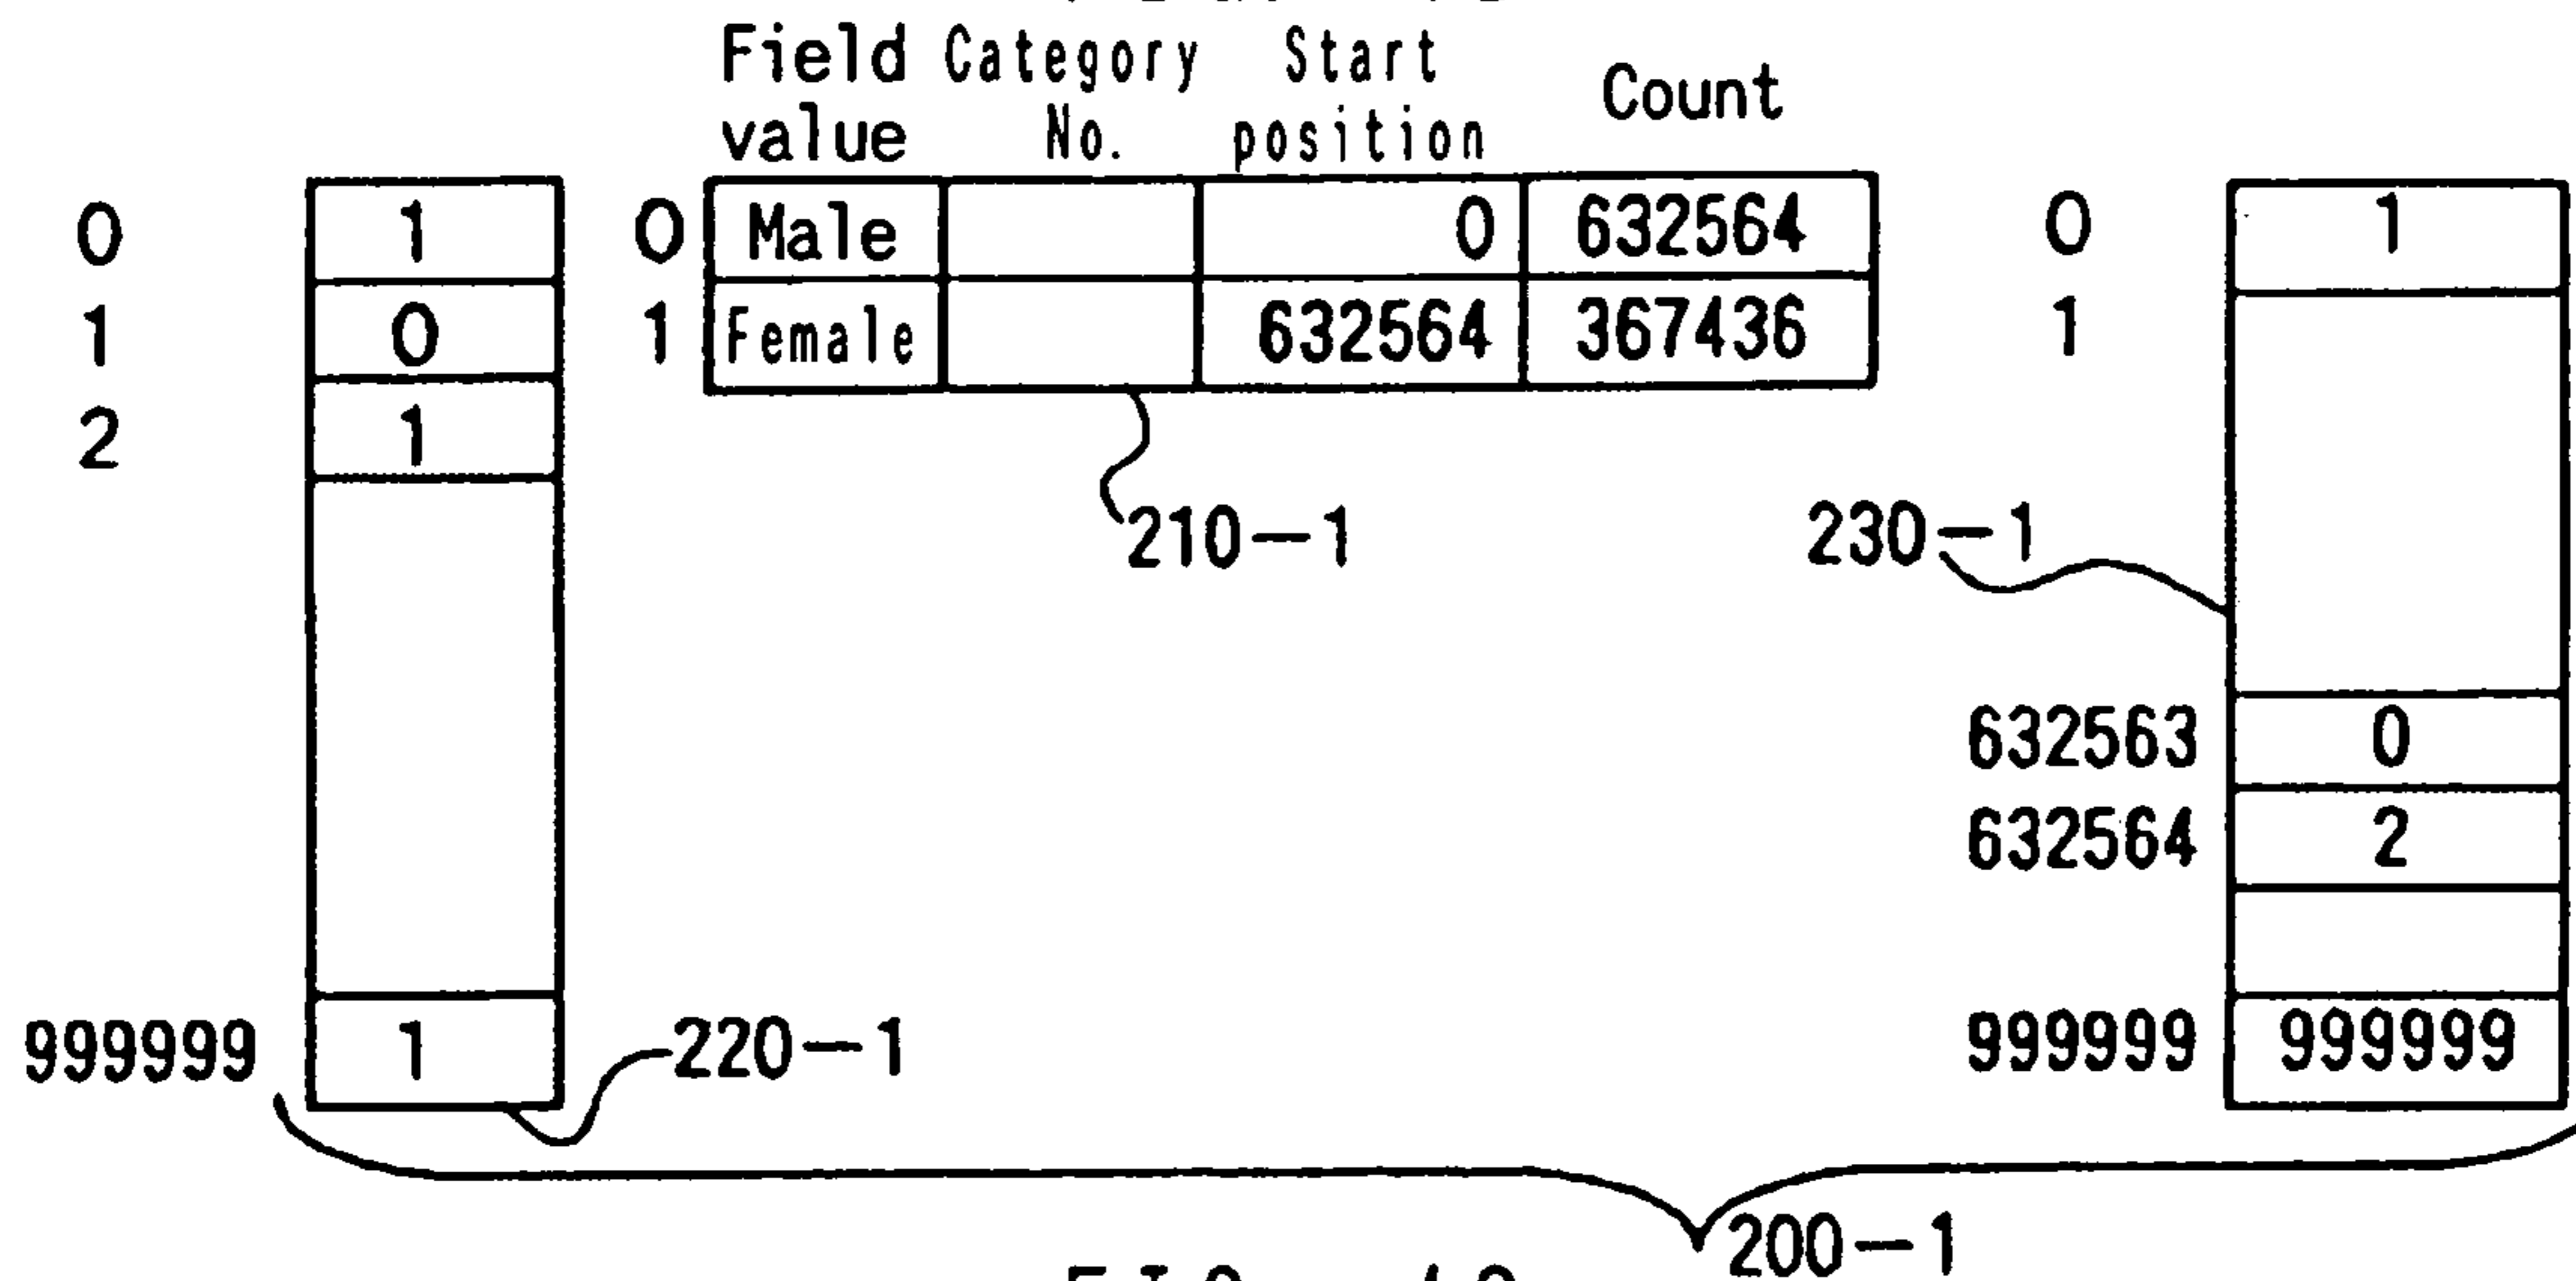 Field Category Start Count
value No. position
0 1 0 Male 0 632564 0 1
1 0 1 Female 632564 367436 1
2 1
210-1 230-1
632563 0
632564 2
999999 1 220-1 999999 999999
200-1